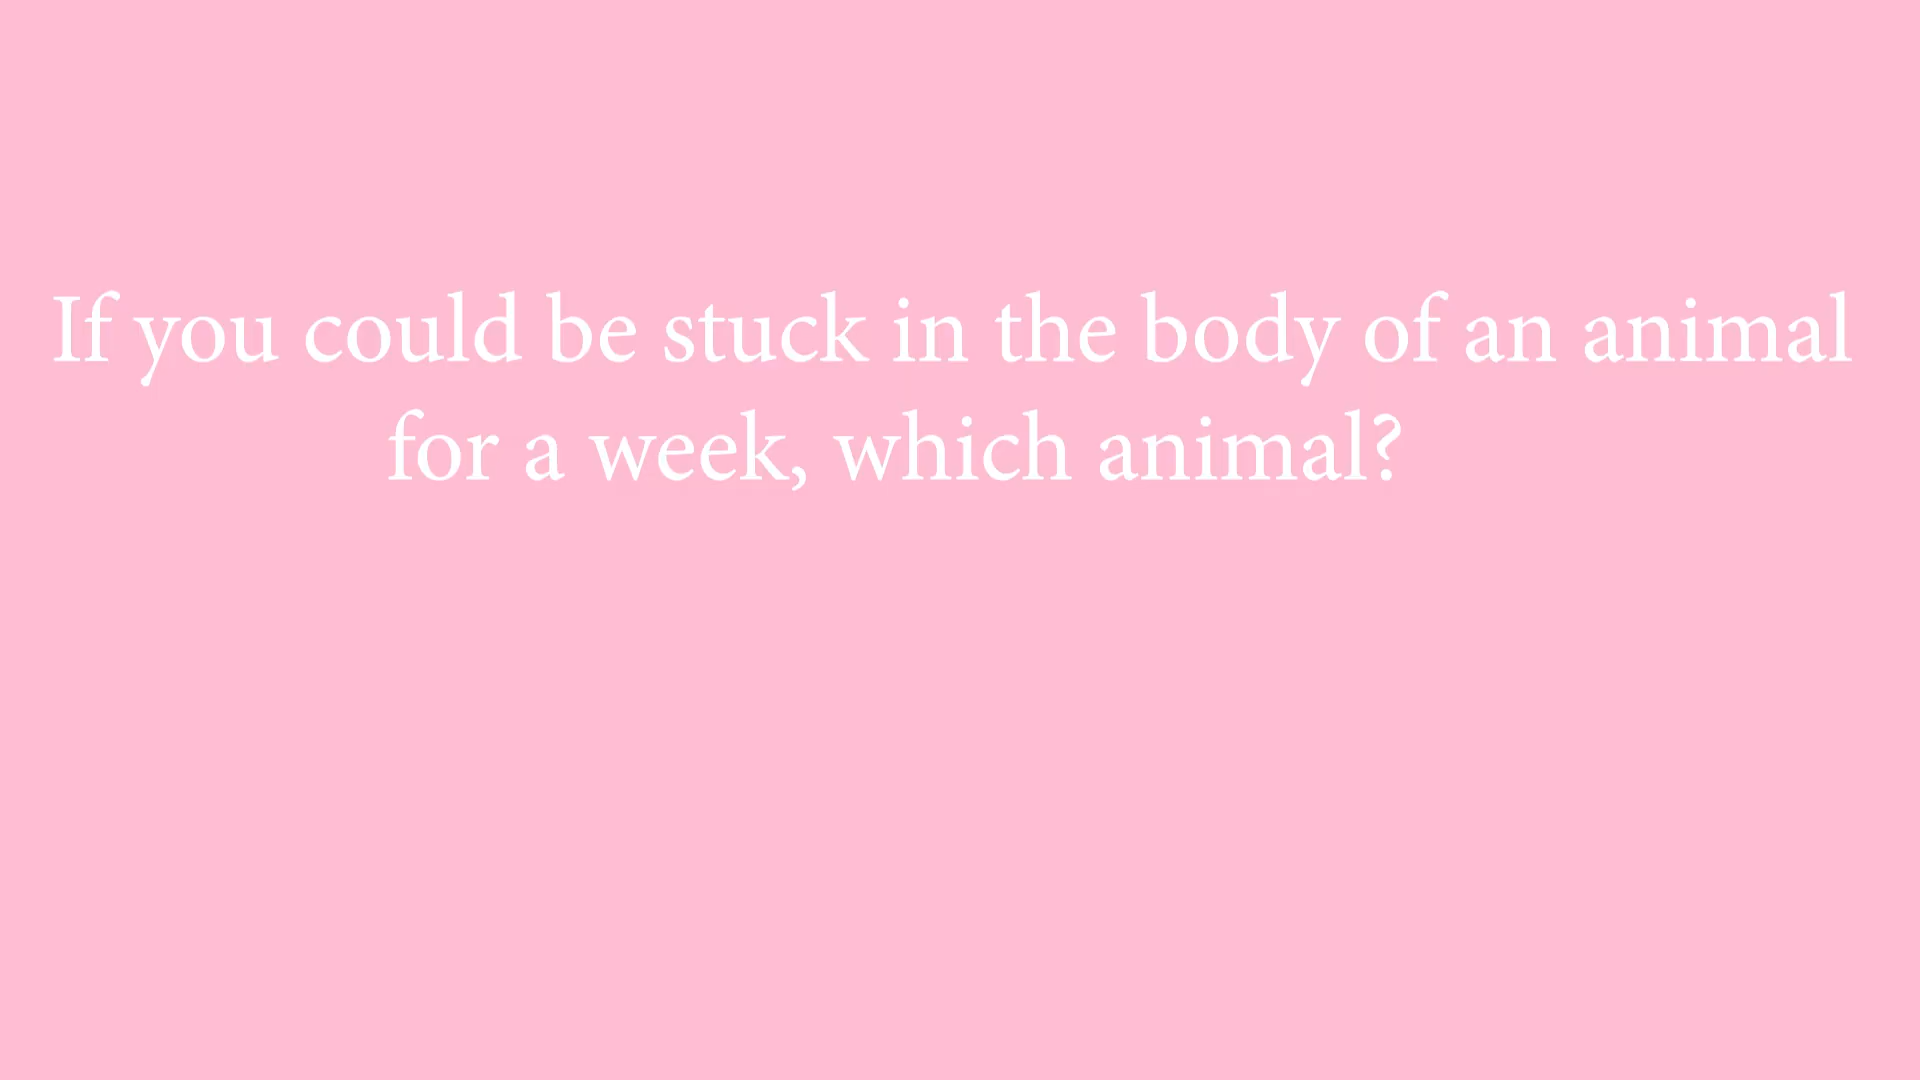 If you could be stuck in the body of an animal
for a week, which animal?